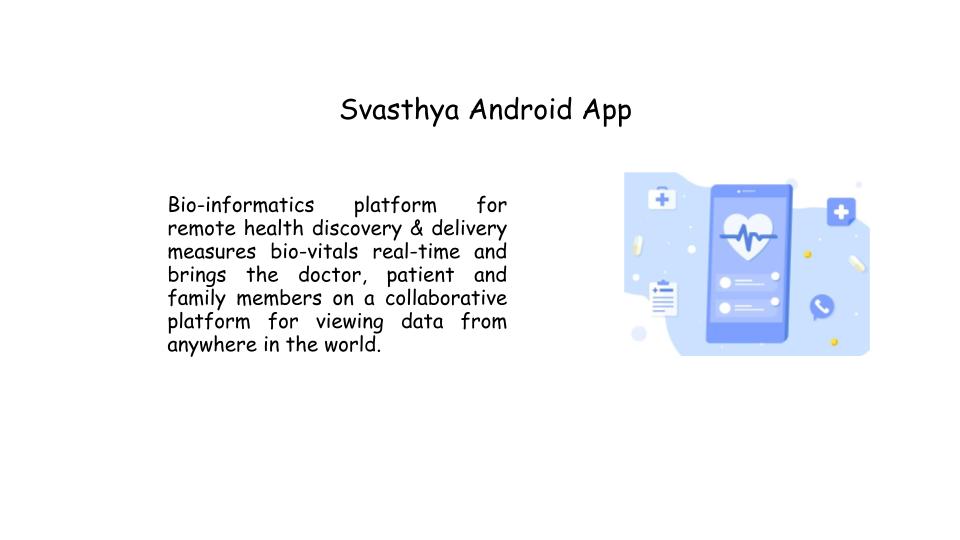 Svasthya Android App
Bio-informatics platform for
remote health discovery & delivery
measures bio-vitals real-time and
brings the doctor, patient and
family members on a collaborative
platform for viewing data from
anywhere in the world.